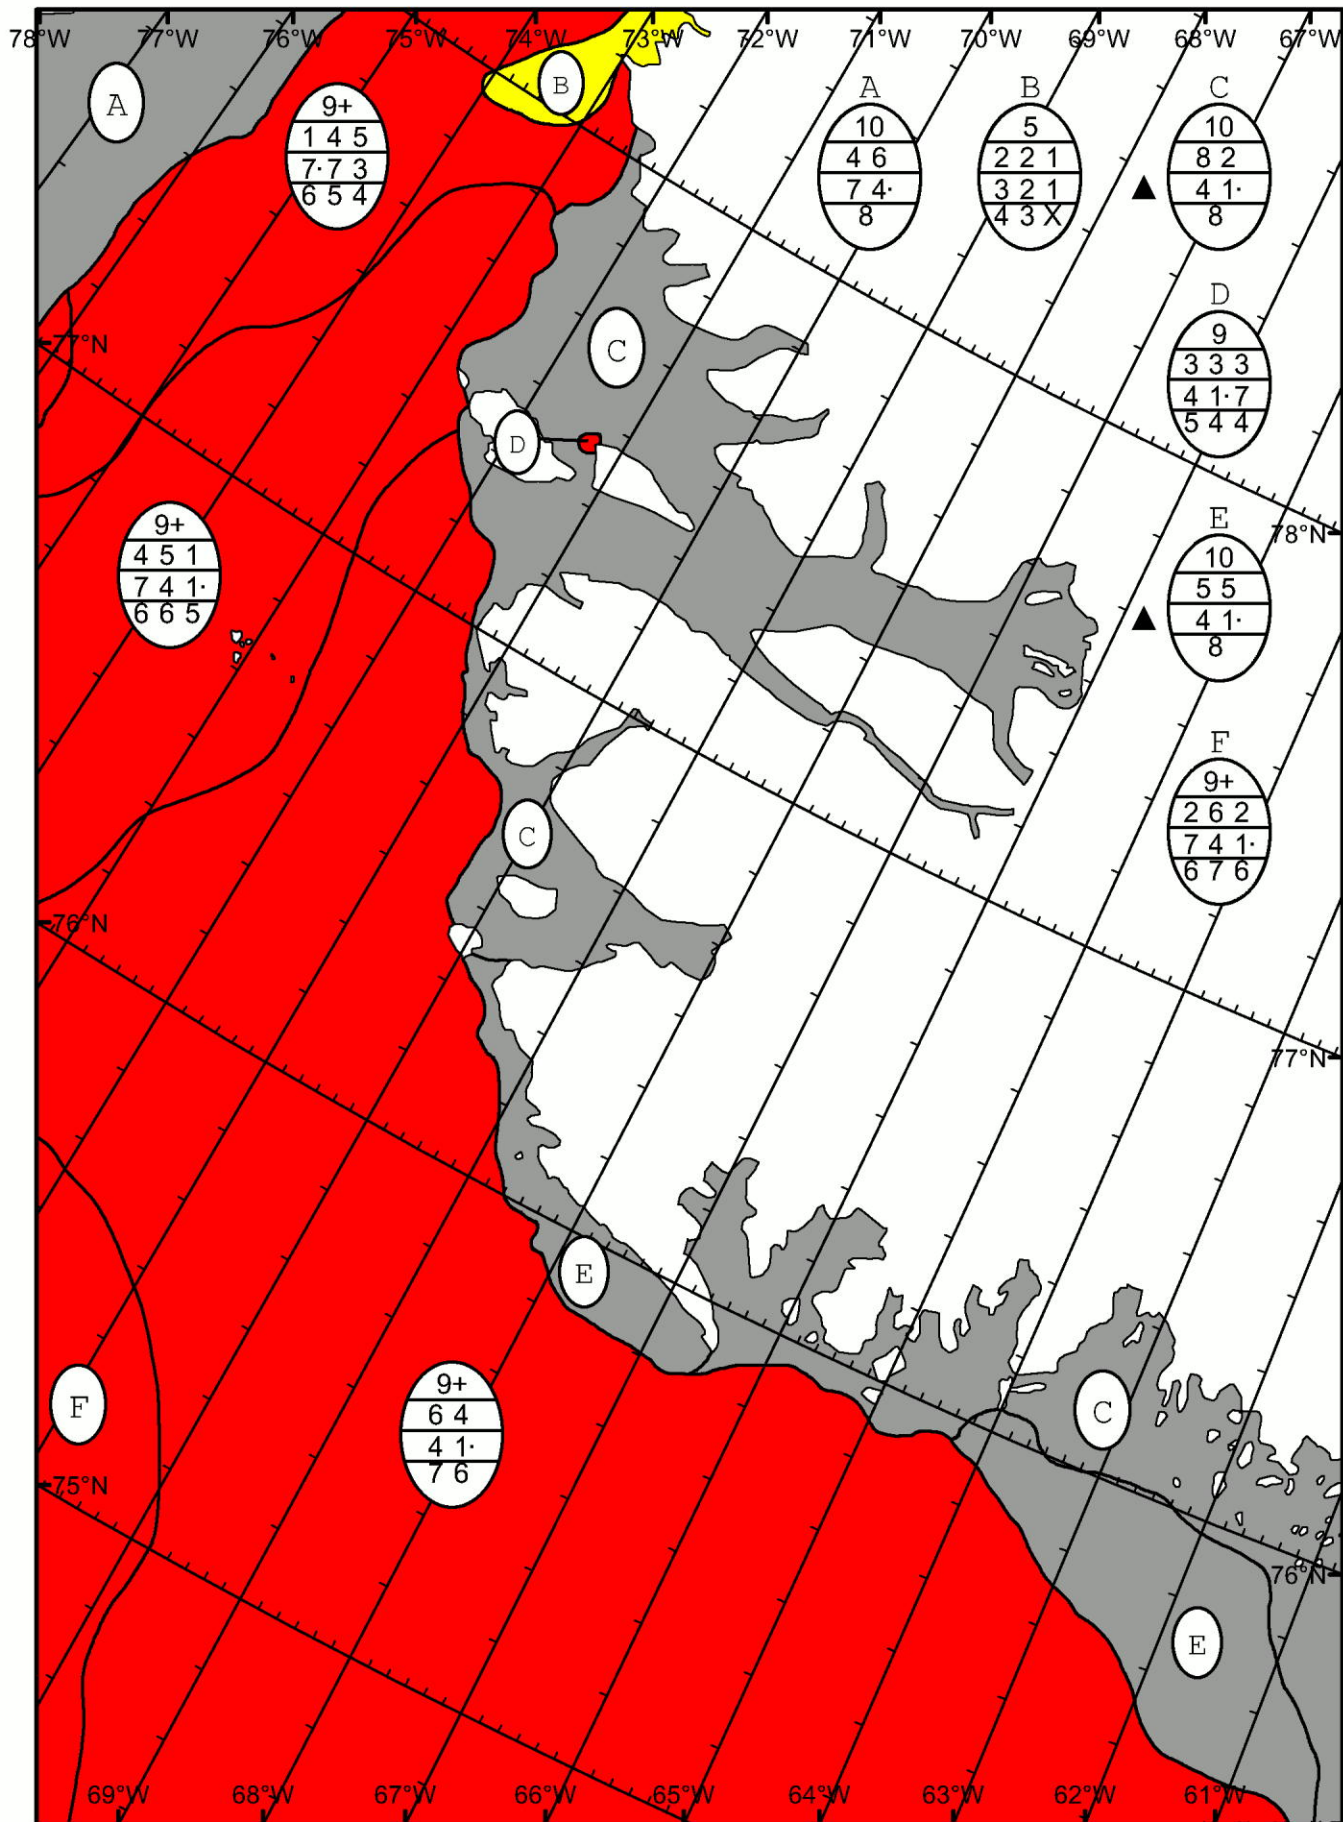 78°W 77°W 76°W 75°W 74°W 73°W 72°W 71°W 70°W 69°W 68°W 67°W
A
9+
1 4 5
7· 7 3
6 5 4
B
A
10
4 6
7 4·
8
B
5
2 2 1
3 2 1
4 3 X
C
10
8 2
▲ 4 1·
8
D
9
3 3 3
4 1· 7
5 4 4
77°N
C
D
78°N
9+
4 5 1
7 4 1·
6 6 5
E
10
5 5
▲ 4 1·
8
F
9+
2 6 2
7 4 1·
6 7 6
C
76°N
77°N
E
F
9+
6 4
4 1·
7 6
C
75°N
76°N
E
69°W 68°W 67°W 66°W 65°W 64°W 63°W 62°W 61°W